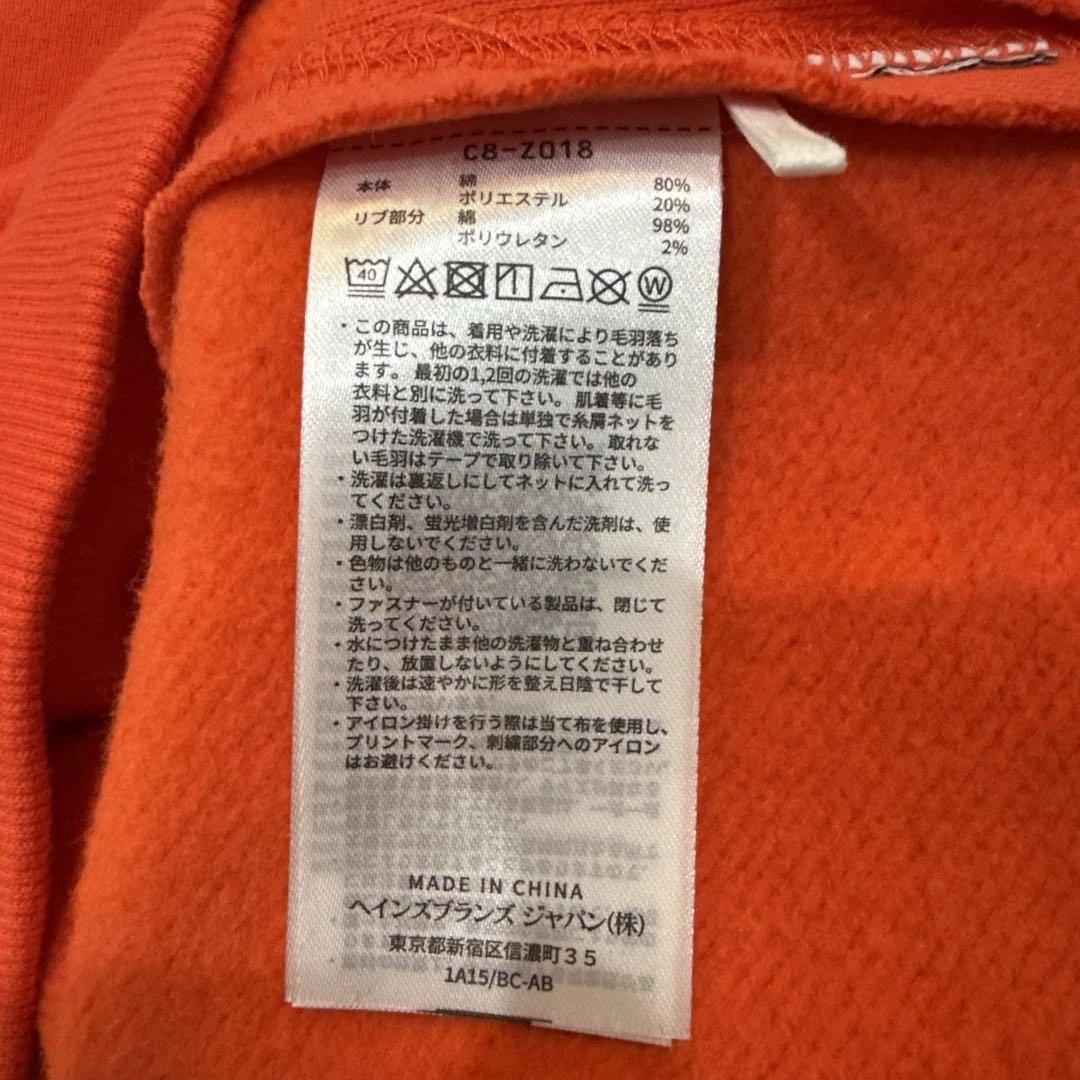 C8-Z018
本体 綿 80%
ポリエステル 20%
リブ部分 綿 98%
ポリウレタン 2%
40 W
・この商品は、着用や洗濯により毛羽落ち
が生じ、他の衣料に付着することがあり
ます。最初の1,2回の洗濯では他の
衣料と別に洗って下さい。肌着等に毛
羽が付着した場合は単独で糸屑ネットを
つけた洗濯機で洗って下さい。取れな
い毛羽はテープで取り除いて下さい。
・洗濯は裏返しにしてネットに入れて洗っ
てください。
・漂白剤、蛍光増白剤を含んだ洗剤は、使
用しないでください。
・色物は他のものと一緒に洗わないでくだ
さい。
・ファスナーが付いている製品は、閉じて
洗ってください。
・水につけたまま他の洗濯物と重ね合わせ
たり、放置しないようにしてください。
・洗濯後は速やかに形を整え日陰で干して
下さい。
・アイロン掛けを行う際は当て布を使用し、
プリントマーク、刺繍部分へのアイロン
はお避けください。
MADE IN CHINA
ヘインズブランズ ジャパン(株)
東京都新宿区信濃町35
1A15/BC-AB